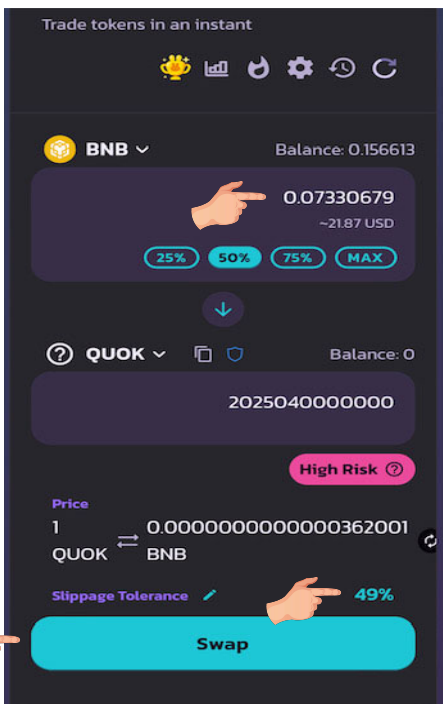 Trade tokens in an instant
BNB Balance: 0.156613
0.07330679
~21.87 USD
25% 50% 75% MAX
QUOK Balance: 0
2025040000000
High Risk
Price
1 0.0000000000000362001
QUOK BNB
Slippage Tolerance 49%
Swap